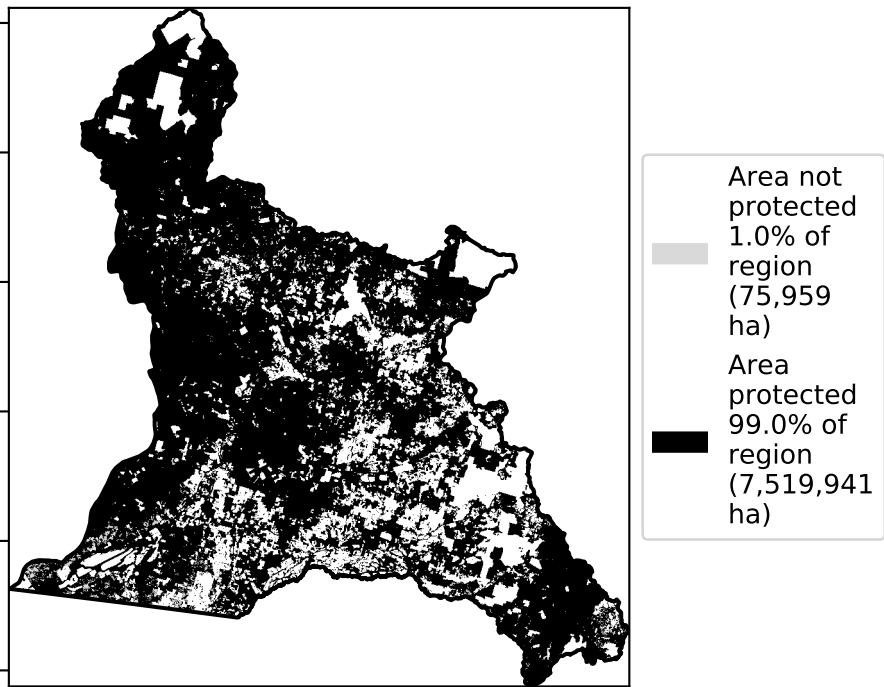 Area not
protected
1.0% of
region
(75,959
ha)
Area
protected
99.0% of
region
(7,519,941
ha)